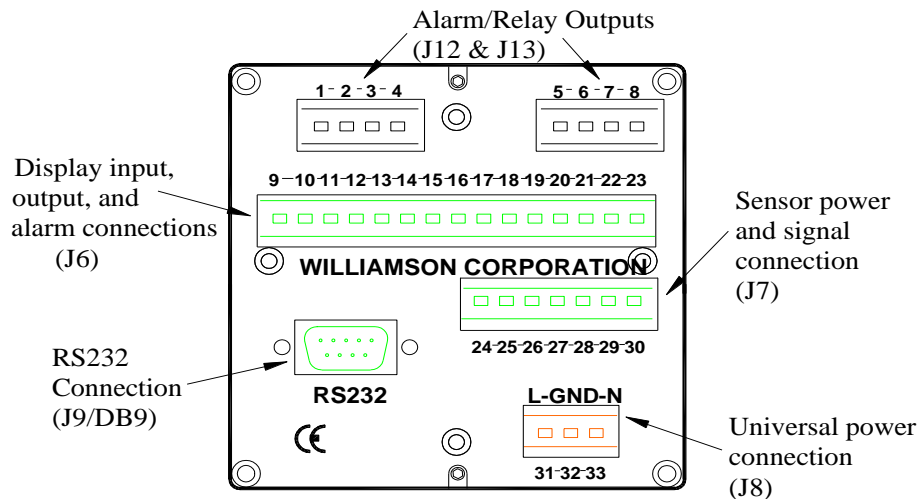 Alarm/Relay Outputs
(J12 & J13)
1- 2 -3- 4
5- 6 -7- 8
Display input,
output, and
alarm connections
(J6)
9-10-11-12-13-14-15-16-17-18-19-20-21-22-23
Sensor power
and signal
connection
(J7)
WILLIAMSON CORPORATION
24-25-26-27-28-29-30
RS232
Connection
(J9/DB9)
RS232
L-GND-N
CE
31-32-33
Universal power
connection
(J8)